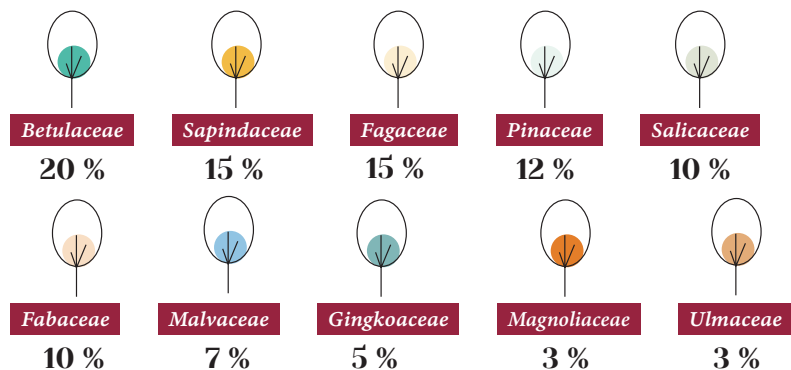 Betulaceae Sapindaceae Fagaceae Pinaceae Salicaceae
20 % 15 % 15 % 12 % 10 %
Fabaceae Malvaceae Gingkoaceae Magnoliaceae Ulmaceae
10 % 7 % 5 % 3 % 3 %